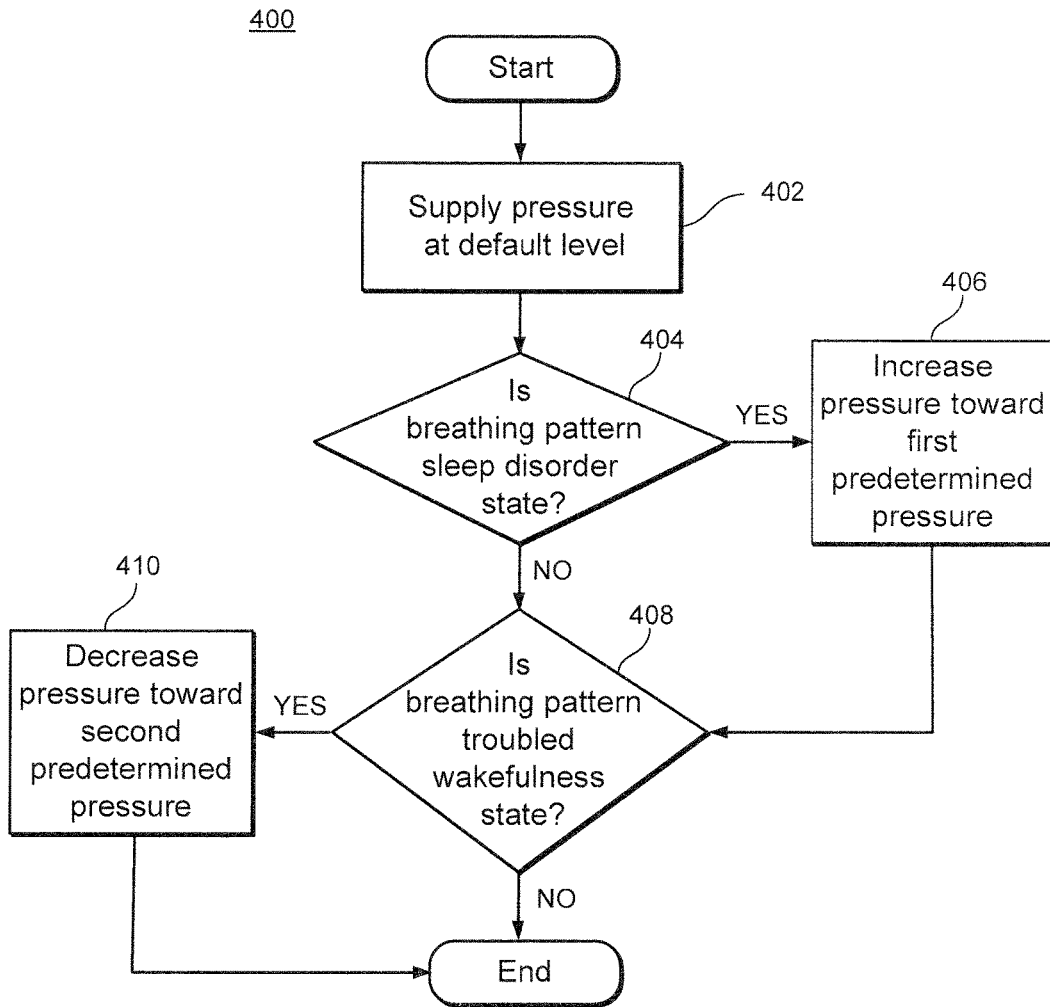 400
Start
Supply pressure
at default level
402
404
Is
breathing pattern
sleep disorder
state?
YES
406
Increase
pressure toward
first
predetermined
pressure
NO
408
Is
breathing pattern
troubled
wakefulness
state?
YES
410
Decrease
pressure toward
second
predetermined
pressure
NO
End